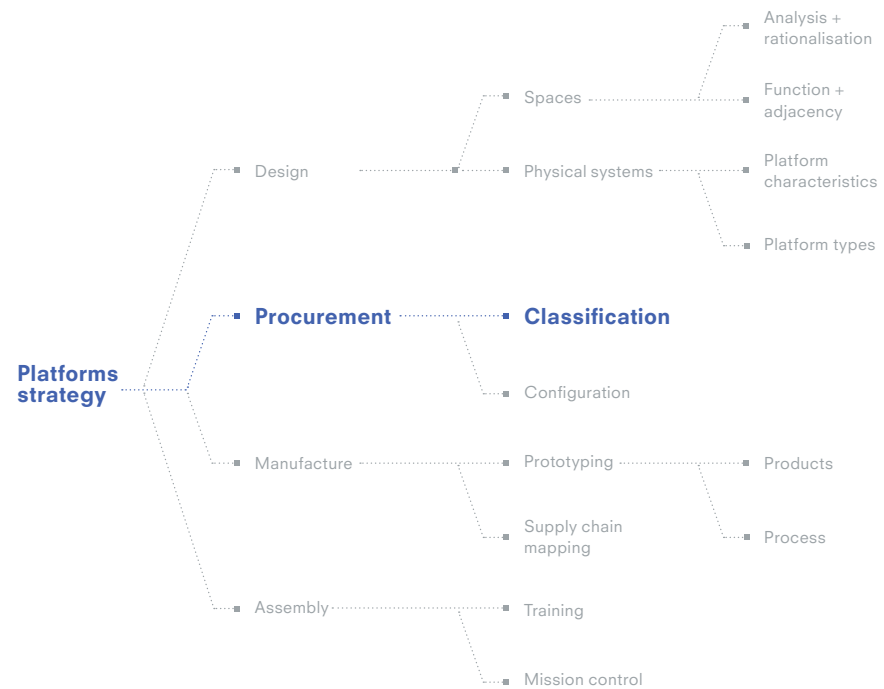 Analysis +
rationalisation
Spaces
Function +
adjacency
Design
Physical systems
Platform
characteristics
Platform types
Procurement
Classification
Platforms
strategy
Configuration
Manufacture
Prototyping
Products
Supply chain
mapping
Process
Assembly
Training
Mission control